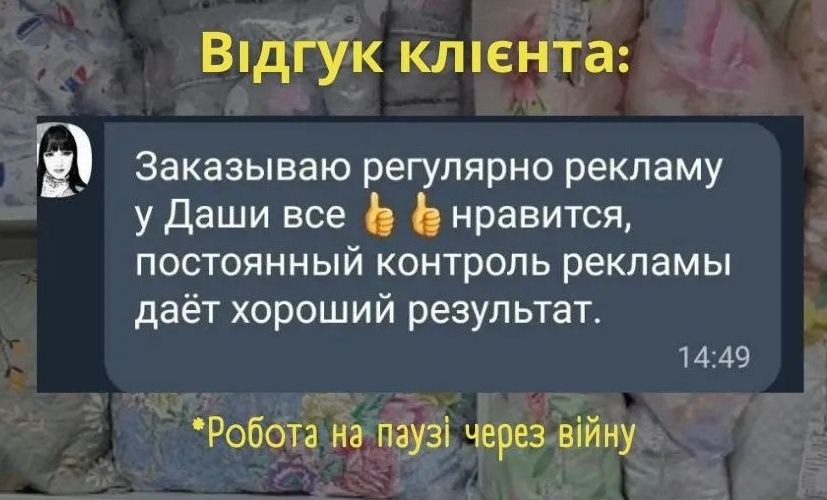 Відгук клієнта:
Заказываю регулярно рекламу
у Даши все 👍👍 нравится,
постоянный контроль рекламы
даёт хороший результат.
14:49
*Робота на паузі через війну